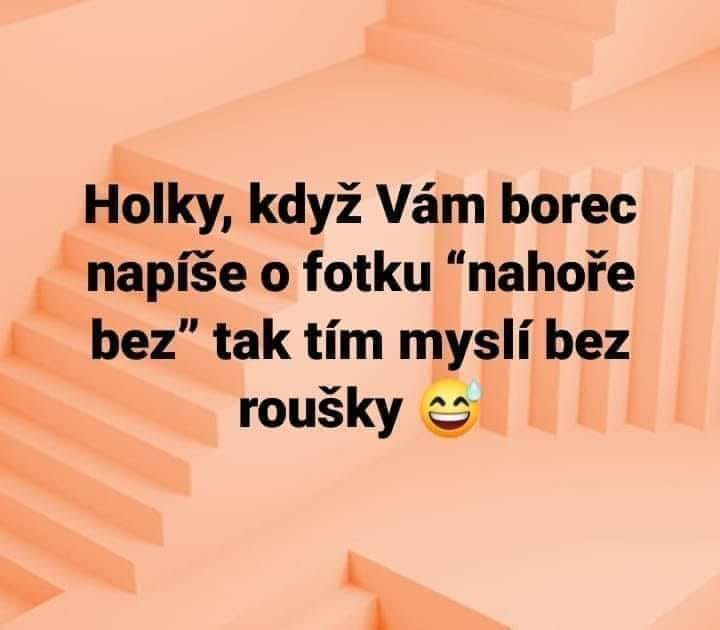 Holky, když Vám borec
napíše o fotku “nahoře
bez” tak tím myslí bez
roušky 😅